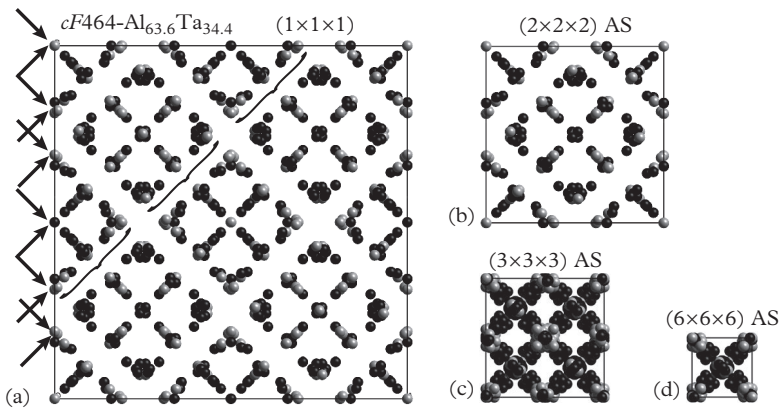 cF464-Al63.6Ta34.4 (1×1×1)
(2×2×2) AS
(b)
(3×3×3) AS
(6×6×6) AS
(a)
(c)
(d)